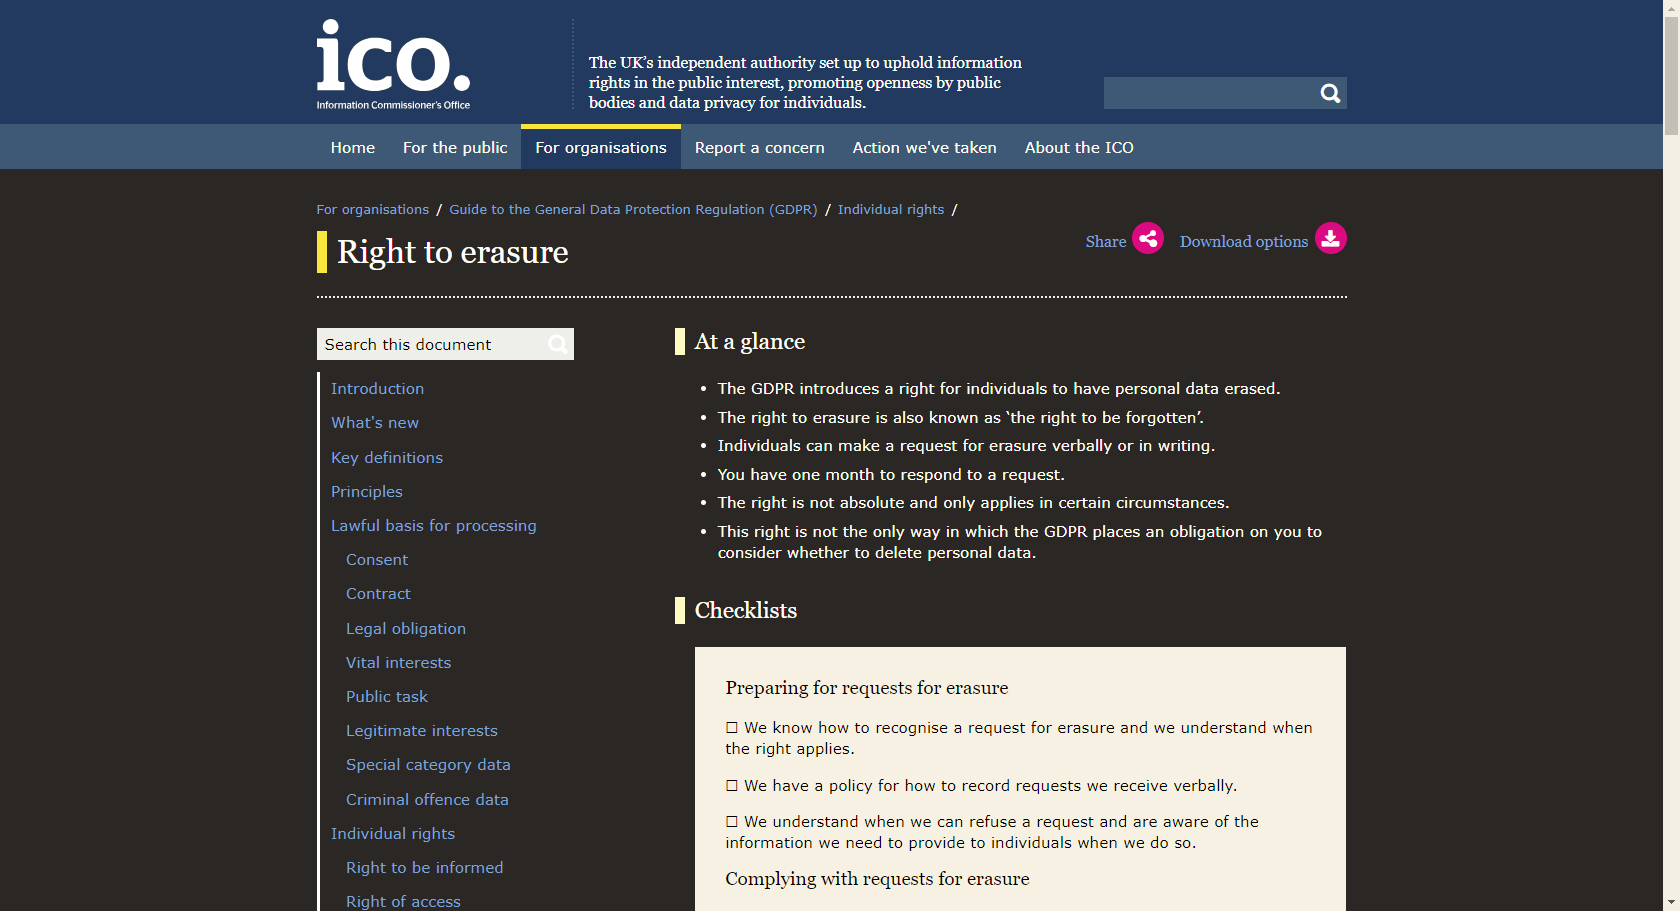 ico.
Information Commissioner's Office
The UK's independent authority set up to uphold information
rights in the public interest, promoting openness by public
bodies and data privacy for individuals.
Home For the public For organisations Report a concern Action we've taken About the ICO
For organisations / Guide to the General Data Protection Regulation (GDPR) / Individual rights /
Right to erasure
Share Download options
Search this document
Introduction
What's new
Key definitions
Principles
Lawful basis for processing
Consent
Contract
Legal obligation
Vital interests
Public task
Legitimate interests
Special category data
Criminal offence data
Individual rights
Right to be informed
Right of access
At a glance
• The GDPR introduces a right for individuals to have personal data erased.
• The right to erasure is also known as ‘the right to be forgotten’.
• Individuals can make a request for erasure verbally or in writing.
• You have one month to respond to a request.
• The right is not absolute and only applies in certain circumstances.
• This right is not the only way in which the GDPR places an obligation on you to
consider whether to delete personal data.
Checklists
Preparing for requests for erasure
☐ We know how to recognise a request for erasure and we understand when
the right applies.
☐ We have a policy for how to record requests we receive verbally.
☐ We understand when we can refuse a request and are aware of the
information we need to provide to individuals when we do so.
Complying with requests for erasure